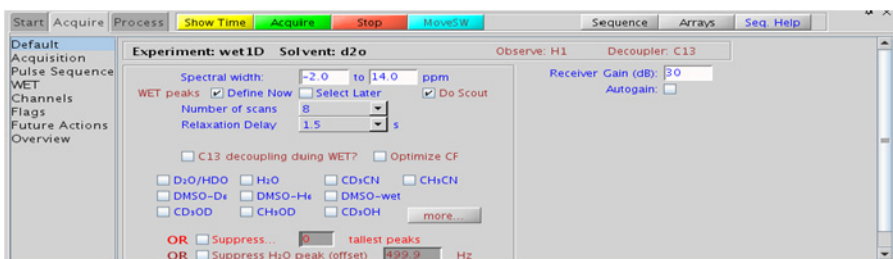 Start Acquire Process Show Time Acquire Stop MoveSW Sequence Arrays Seq. Help
Default
Acquisition
Pulse Sequence
WET
Channels
Flags
Future Actions
Overview
Experiment: wet1D Solvent: d2o Observe: H1 Decoupler: C13
Spectral width: -2.0 to 14.0 ppm
WET peaks Define Now Select Later Do Scout
Number of scans 8
Relaxation Delay 1.5 s
C13 decoupling duing WET? Optimize CF
D₂O/HDO H₂O CD₃CN CH₃CN
DMSO-D₆ DMSO-H₆ DMSO-wet
CD₃OD CH₃OD CD₃OH more...
OR Suppress... 0 tallest peaks
OR Suppress H₂O peak (offset) 499.9 Hz
Receiver Gain (dB): 30
Autogain: